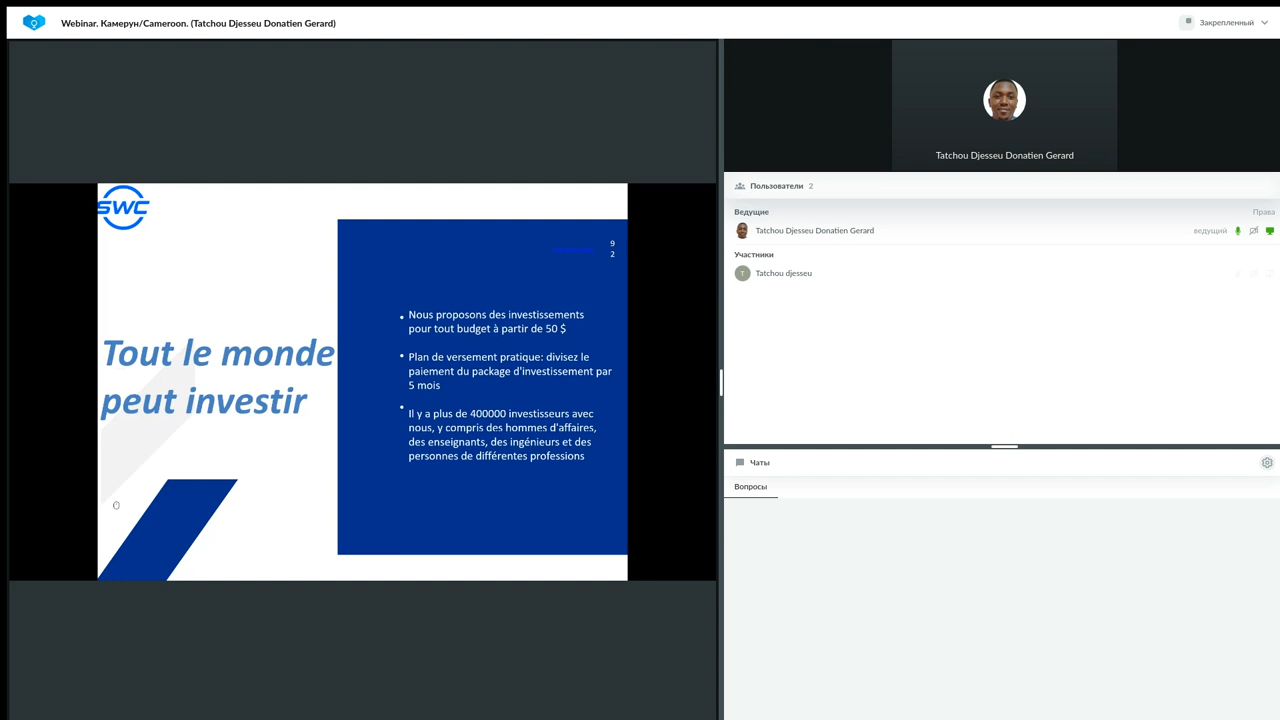 Webinar. Камерун/Cameroon. (Tatchou Djesseu Donatien Gerard)
Закрепленный
SWC
Tout le monde
peut investir
9
2
• Nous proposons des investissements
pour tout budget à partir de 50 $
• Plan de versement pratique: divisez le
paiement du package d'investissement par
5 mois
• Il y a plus de 400000 investisseurs avec
nous, y compris des hommes d'affaires,
des enseignants, des ingénieurs et des
personnes de différentes professions
Tatchou Djesseu Donatien Gerard
Пользователи 2
Ведущие Права
Tatchou Djesseu Donatien Gerard ведущий
Участники
T Tatchou djesseu
Чаты
Вопросы